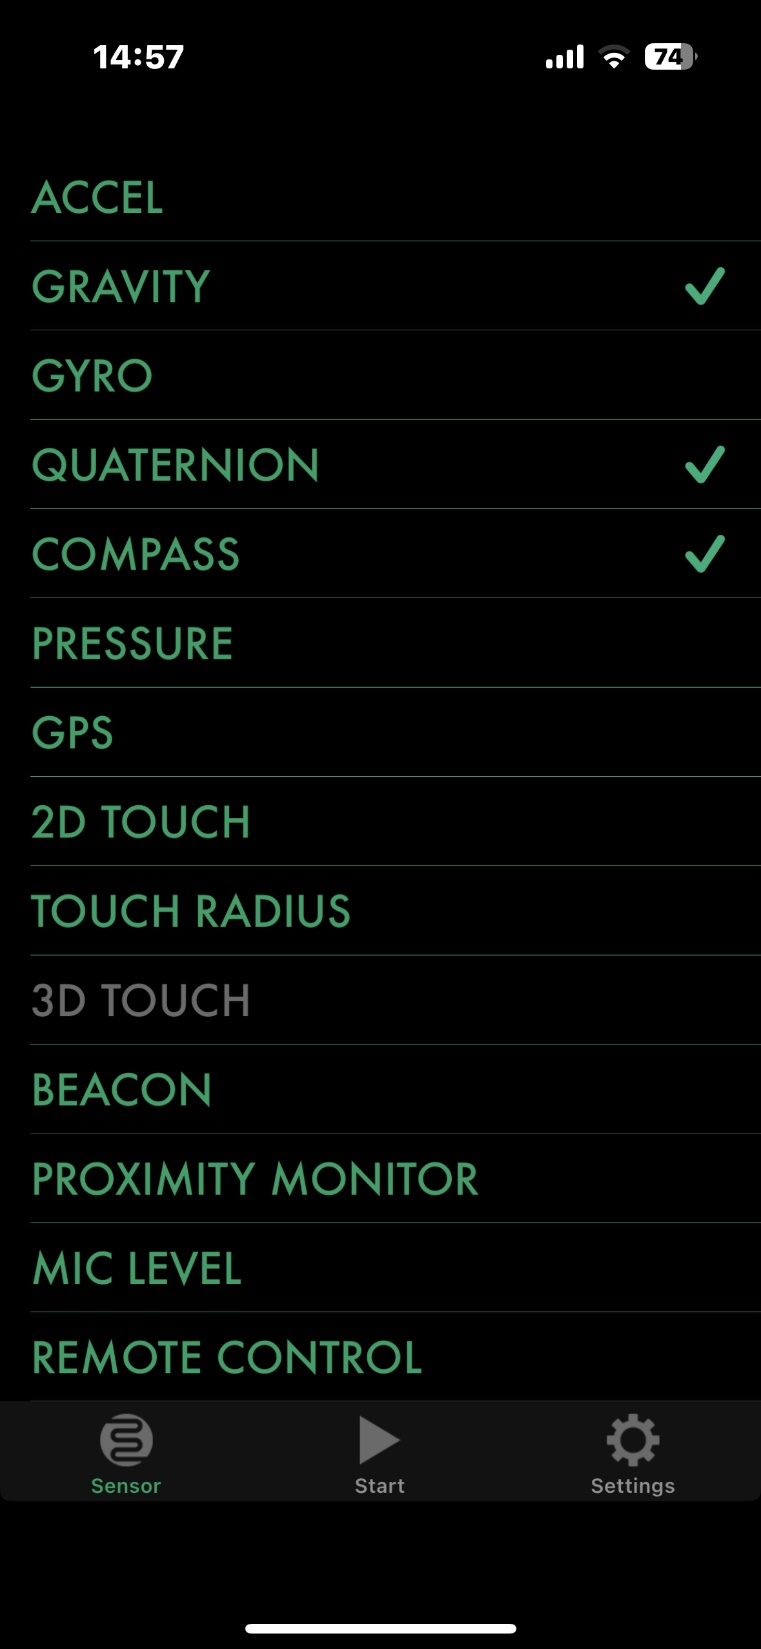 14:57
74
ACCEL
GRAVITY
GYRO
QUATERNION
COMPASS
PRESSURE
GPS
2D TOUCH
TOUCH RADIUS
3D TOUCH
BEACON
PROXIMITY MONITOR
MIC LEVEL
REMOTE CONTROL
Sensor
Start
Settings